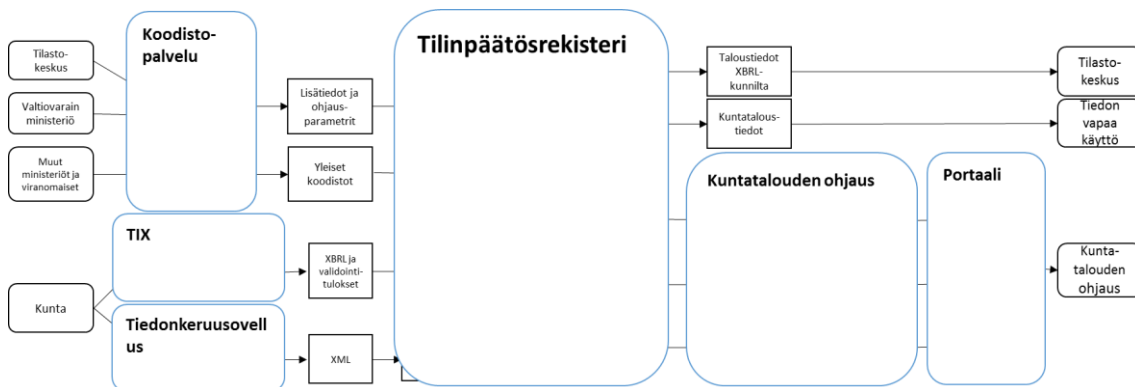 Koodisto-
palvelu
Tilasto-
keskus
Valtiovarain
ministeriö
Muut
ministeriöt ja
viranomaiset
Lisätiedot ja
ohjaus-
parametrit
Yleiset
koodistot
TIX
XBRL ja
validointi-
tulokset
Kunta
Tiedonkeruusovell
us
XML
Tilinpäätösrekisteri
Taloustiedot
XBRL-
kunnilta
Kuntatalous-
tiedot
Tilasto-
keskus
Tiedon
vapaa
käyttö
Kuntatalouden ohjaus
Portaali
Kunta-
talouden
ohjaus